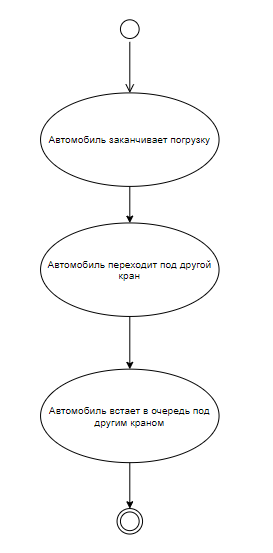 Автомобиль заканчивает погрузку
Автомобиль переходит под другой
кран
Автомобиль встает в очередь под
другим краном